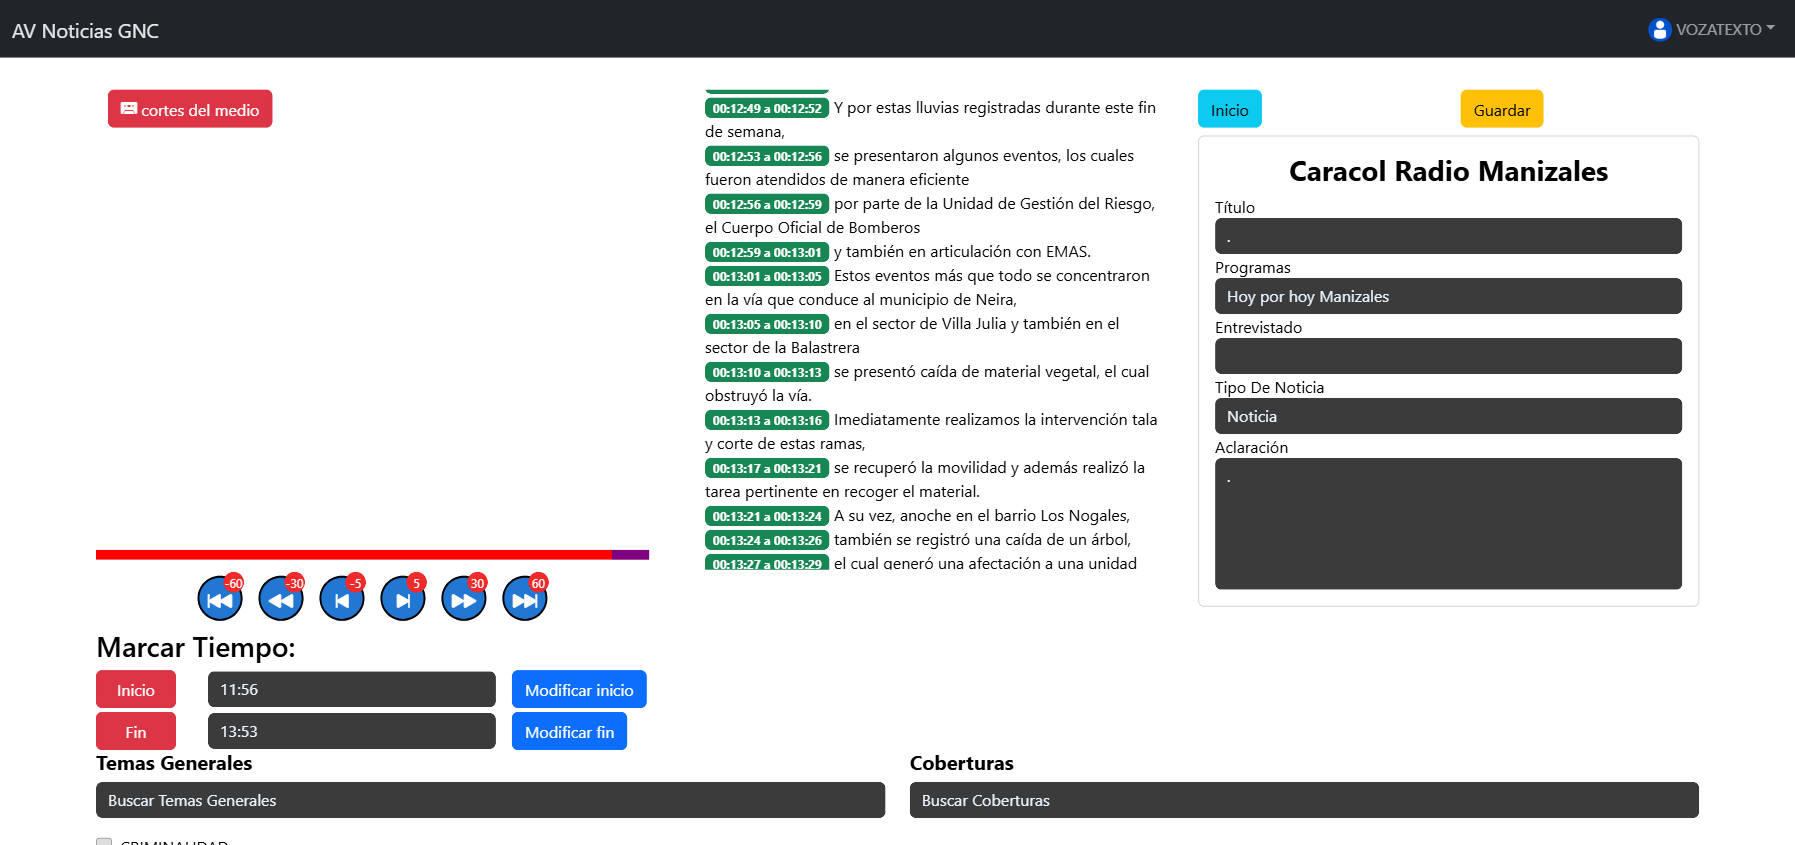 AV Noticias GNC
VOZATEXTO
cortes del medio
00:12:49 a 00:12:52 Y por estas lluvias registradas durante este fin
de semana,
00:12:53 a 00:12:56 se presentaron algunos eventos, los cuales
fueron atendidos de manera eficiente
00:12:56 a 00:12:59 por parte de la Unidad de Gestión del Riesgo,
el Cuerpo Oficial de Bomberos
00:12:59 a 00:13:01 y también en articulación con EMAS.
00:13:01 a 00:13:05 Estos eventos más que todo se concentraron
en la vía que conduce al municipio de Neira,
00:13:05 a 00:13:10 en el sector de Villa Julia y también en el
sector de la Balastrera
00:13:10 a 00:13:13 se presentó caída de material vegetal, el cual
obstruyó la vía.
00:13:13 a 00:13:16 Imediatamente realizamos la intervención tala
y corte de estas ramas,
00:13:17 a 00:13:21 se recuperó la movilidad y además realizó la
tarea pertinente en recoger el material.
00:13:21 a 00:13:24 A su vez, anoche en el barrio Los Nogales,
00:13:24 a 00:13:26 también se registró una caída de un árbol,
00:13:27 a 00:13:29 el cual generó una afectación a una unidad
Inicio
Guardar
Caracol Radio Manizales
Título
.
Programas
Hoy por hoy Manizales
Entrevistado
Tipo De Noticia
Noticia
Aclaración
.
-60 -30 -5 5 30 60
Marcar Tiempo:
Inicio 11:56 Modificar inicio
Fin 13:53 Modificar fin
Temas Generales
Buscar Temas Generales
Coberturas
Buscar Coberturas
CRIMINALIDAD